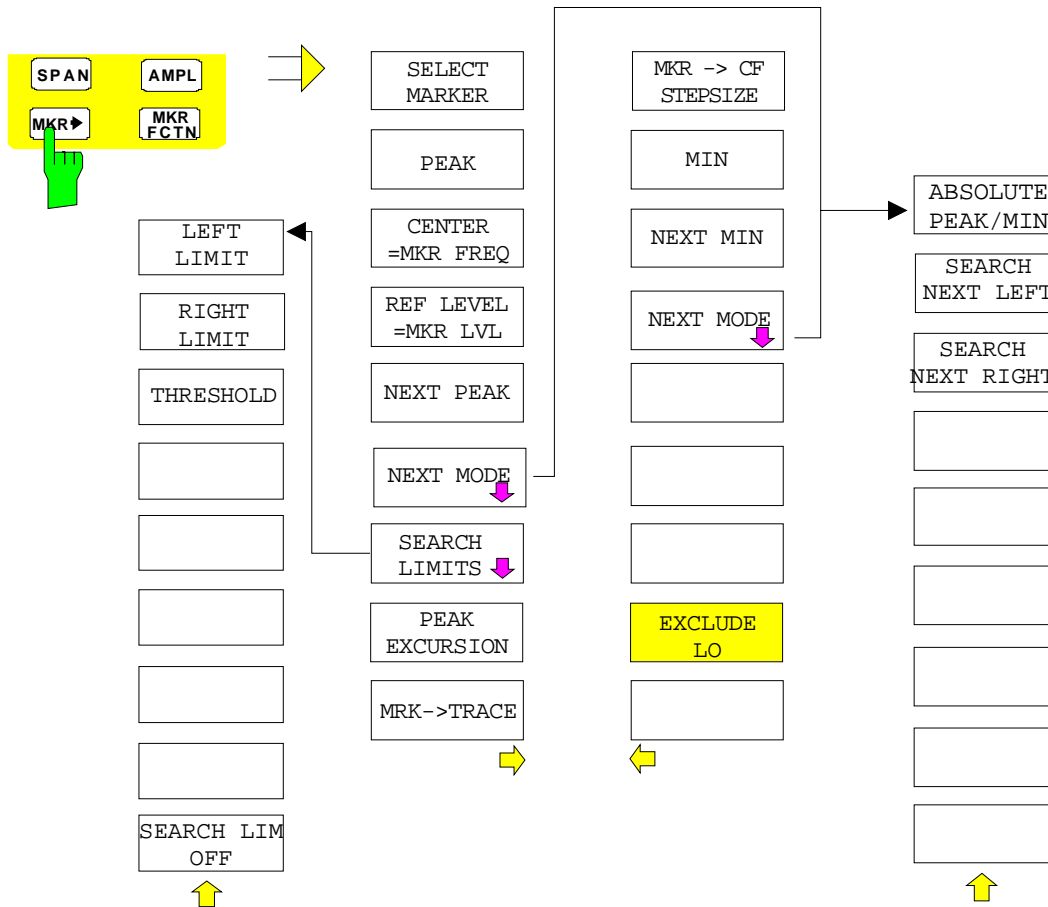 SPAN
AMPL
MKR
MKR
FCTN
SELECT
MARKER
PEAK
CENTER
=MKR FREQ
REF LEVEL
=MKR LVL
NEXT PEAK
NEXT MODE
SEARCH
LIMITS
PEAK
EXCURSION
MRK->TRACE
MKR -> CF
STEPSIZE
MIN
NEXT MIN
NEXT MODE
EXCLUDE
LO
LEFT
LIMIT
RIGHT
LIMIT
THRESHOLD
SEARCH LIM
OFF
ABSOLUTE
PEAK/MIN
SEARCH
NEXT LEFT
SEARCH
NEXT RIGHT